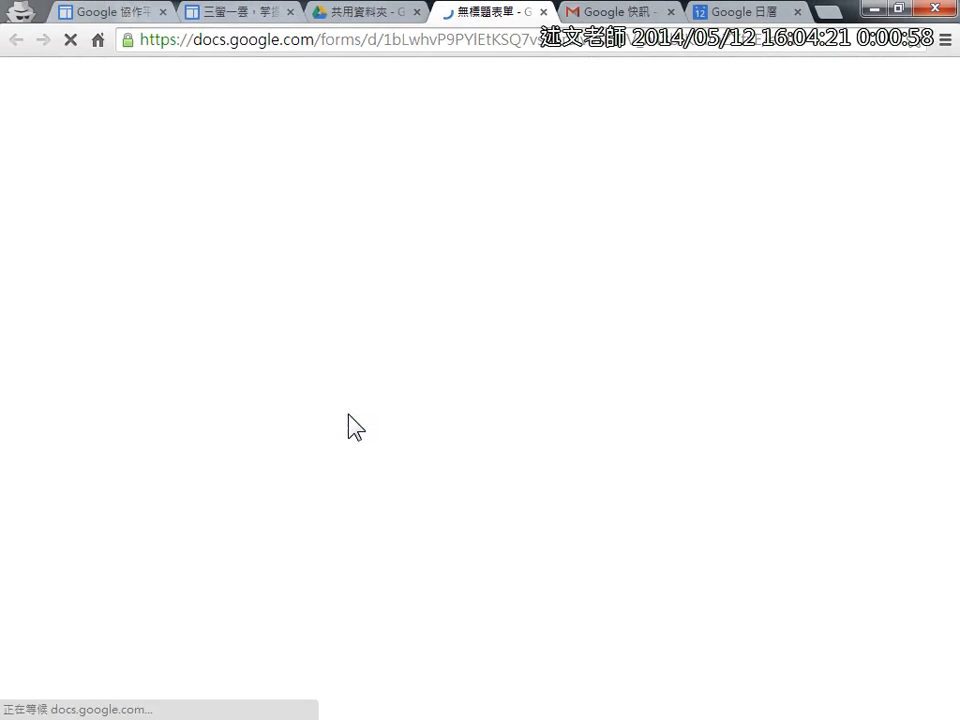 Google 協作平
三螢一雲，掌握
共用資料夾 - G
無標題表單 - G
Google 快訊 -
12 Google 日曆
https://docs.google.com/forms/d/1bLwhvP9PYlEtKSQ7v
述文老師 2014/05/12 16:04:21 0:00:58
正在等候 docs.google.com...